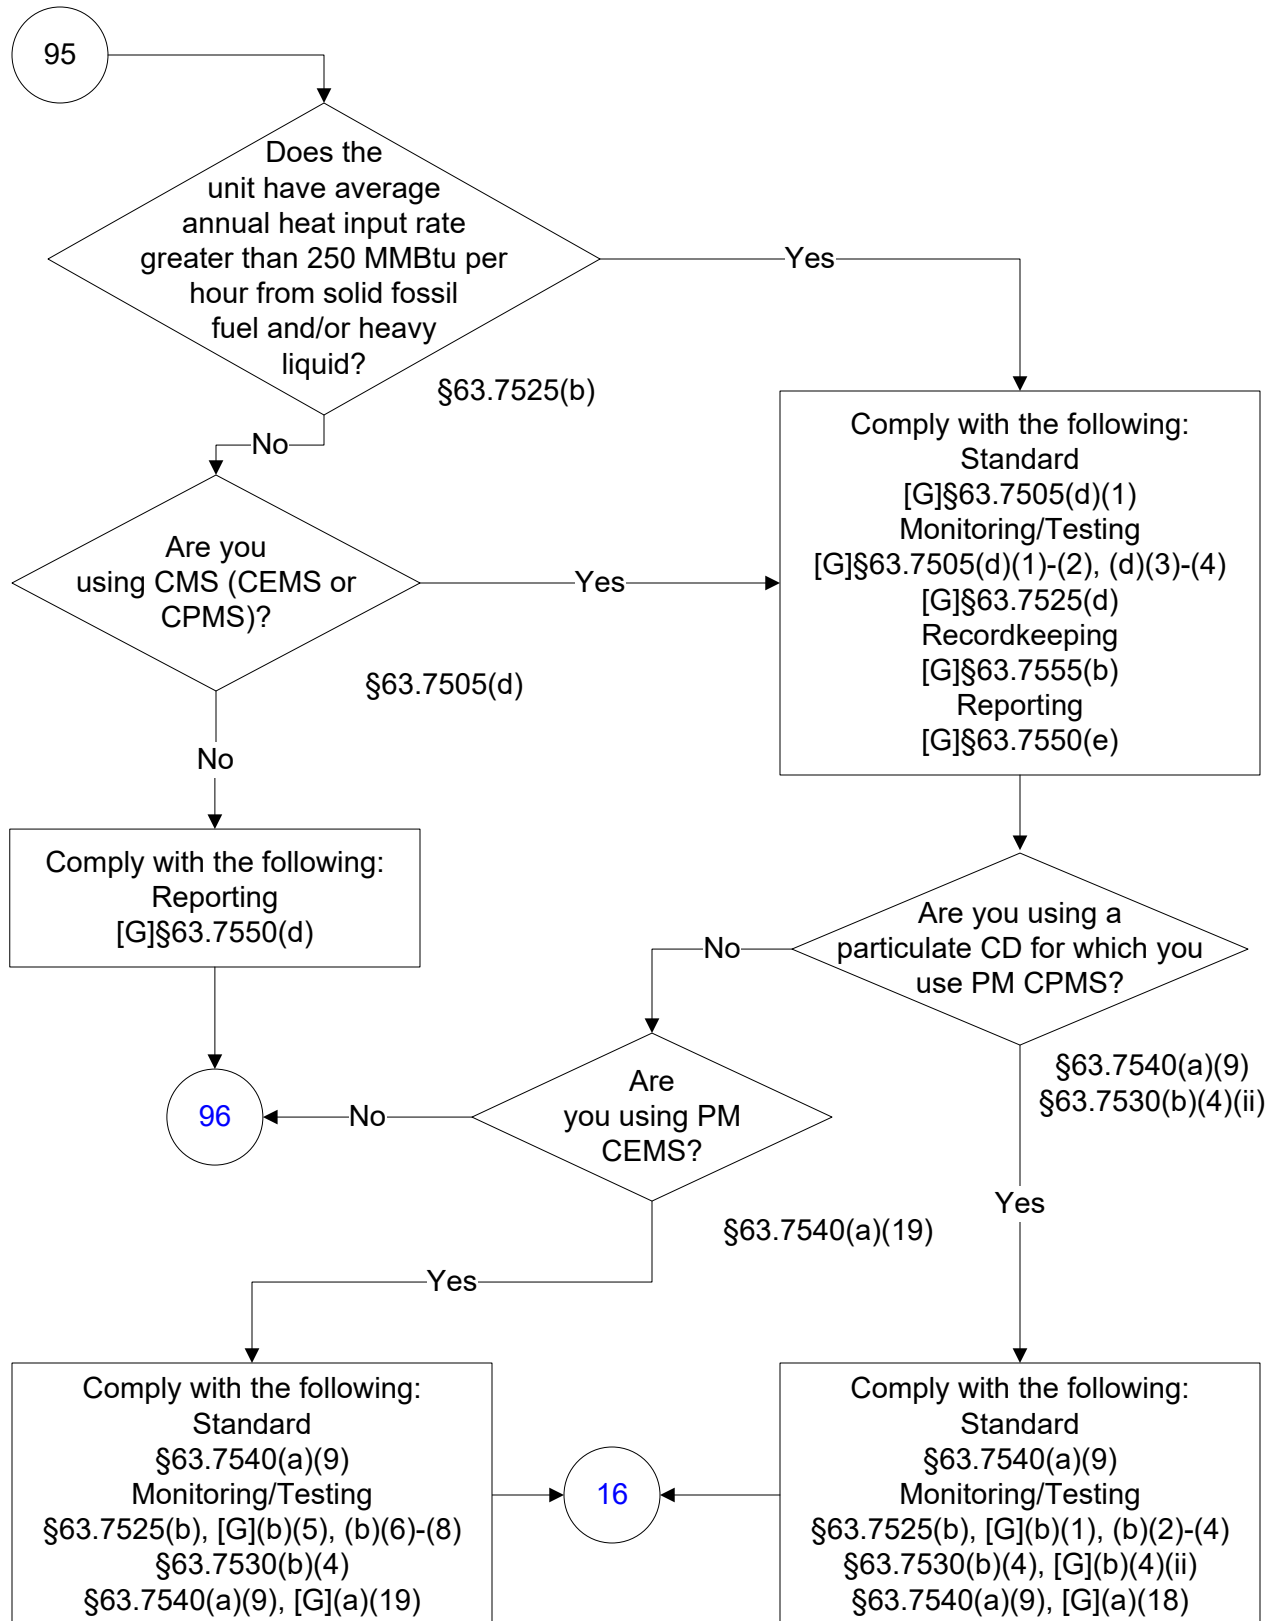 95
Does the
unit have average
annual heat input rate
greater than 250 MMBtu per
hour from solid fossil
fuel and/or heavy
liquid?
Yes
§63.7525(b)
No
Comply with the following:
Standard
[G]§63.7505(d)(1)
Monitoring/Testing
[G]§63.7505(d)(1)-(2), (d)(3)-(4)
[G]§63.7525(d)
Recordkeeping
[G]§63.7555(b)
Reporting
[G]§63.7550(e)
Are you
using CMS (CEMS or
CPMS)?
Yes
§63.7505(d)
No
Comply with the following:
Reporting
[G]§63.7550(d)
Are you using a
particulate CD for which you
use PM CPMS?
No
§63.7540(a)(9)
§63.7530(b)(4)(ii)
Yes
Are
you using PM
CEMS?
No
96
§63.7540(a)(19)
Yes
Comply with the following:
Standard
§63.7540(a)(9)
Monitoring/Testing
§63.7525(b), [G](b)(5), (b)(6)-(8)
§63.7530(b)(4)
§63.7540(a)(9), [G](a)(19)
16
Comply with the following:
Standard
§63.7540(a)(9)
Monitoring/Testing
§63.7525(b), [G](b)(1), (b)(2)-(4)
§63.7530(b)(4), [G](b)(4)(ii)
§63.7540(a)(9), [G](a)(18)